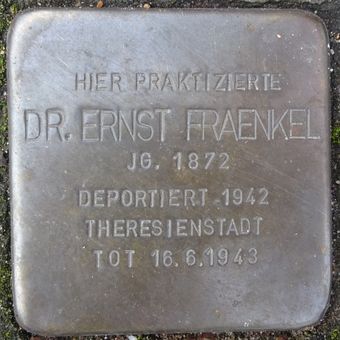 HIER PRAKTIZIERTE
DR. ERNST FRAENKEL
JG. 1872
DEPORTIERT 1942
THERESIENSTADT
TOT 16.6.1943